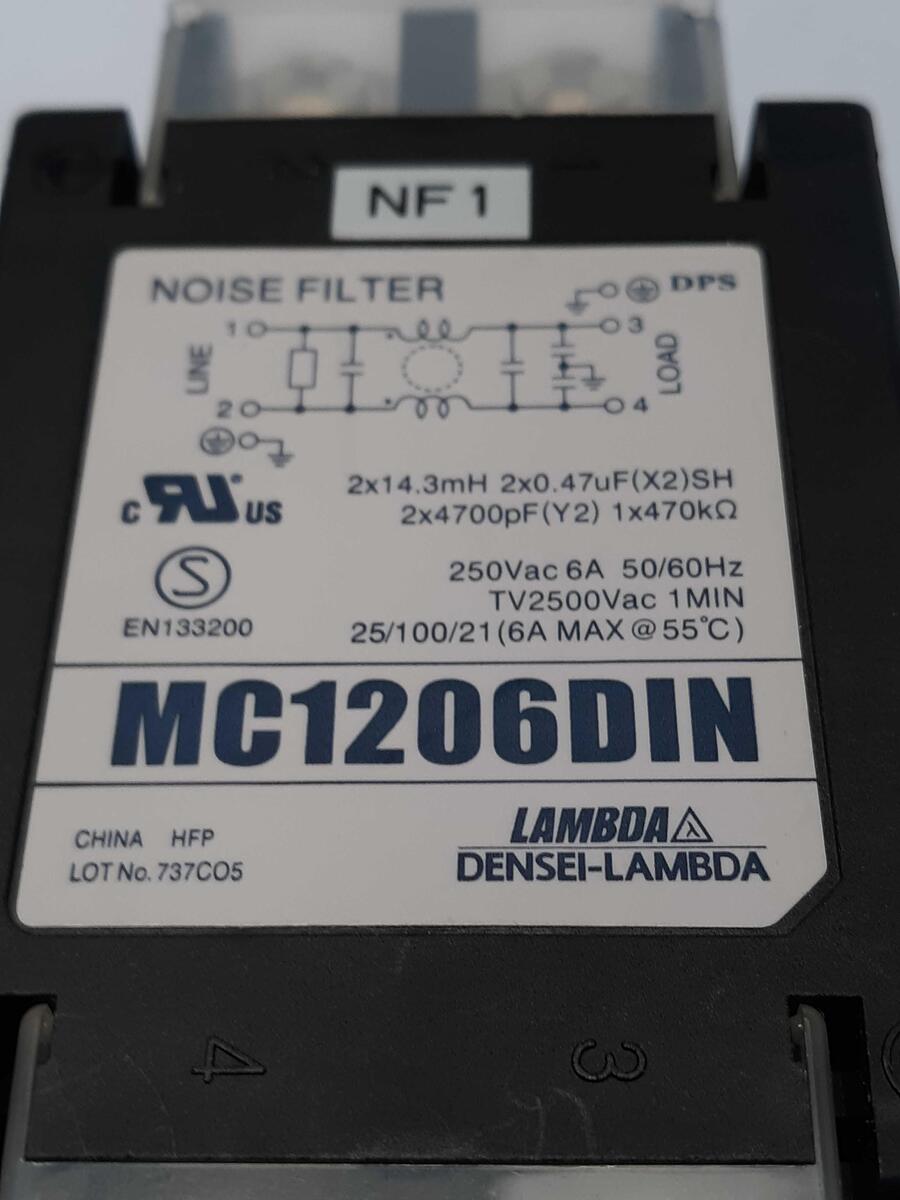 NF 1
NOISE FILTER
DPS
1
3
LINE
LOAD
2
4
c RU US
2x14.3mH 2x0.47uF(X2)SH
2x4700pF(Y2) 1x470kΩ
S
EN133200
250Vac 6A 50/60Hz
TV2500Vac 1MIN
25/100/21(6A MAX@55℃)
MC1206DIN
CHINA HFP
LOT No. 737CO5
LAMBDA λ
DENSEI-LAMBDA
4
3